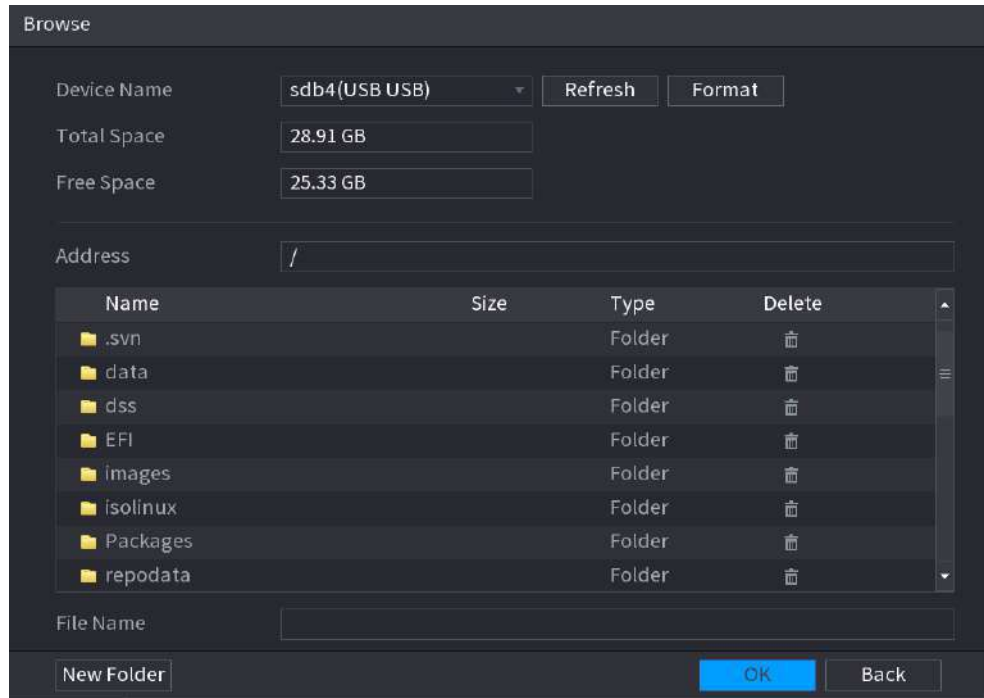 Browse
Device Name sdb4(USB USB) Refresh Format
Total Space 28.91 GB
Free Space 25.33 GB
Address /
Name Size Type Delete
.svn Folder
data Folder
dss Folder
EFI Folder
images Folder
isolinux Folder
Packages Folder
repodata Folder
File Name
New Folder OK Back